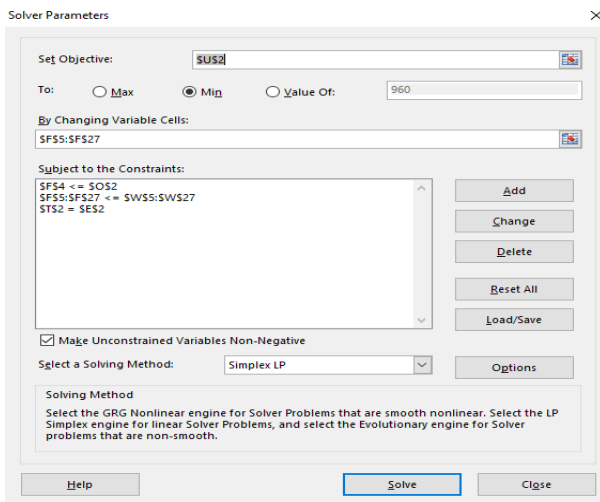 Solver Parameters
Set Objective:
$U$2
To:
Max
Min
Value Of:
960
By Changing Variable Cells:
$F$5:$F$27
Subject to the Constraints:
$F$4 <= $O$2
$F$5:$F$27 <= $W$5:$W$27
$T$2 = $E$2
Add
Change
Delete
Reset All
Load/Save
Make Unconstrained Variables Non-Negative
Select a Solving Method:
Simplex LP
Options
Solving Method
Select the GRG Nonlinear engine for Solver Problems that are smooth nonlinear. Select the LP
Simplex engine for linear Solver Problems, and select the Evolutionary engine for Solver
problems that are non-smooth.
Help
Solve
Close